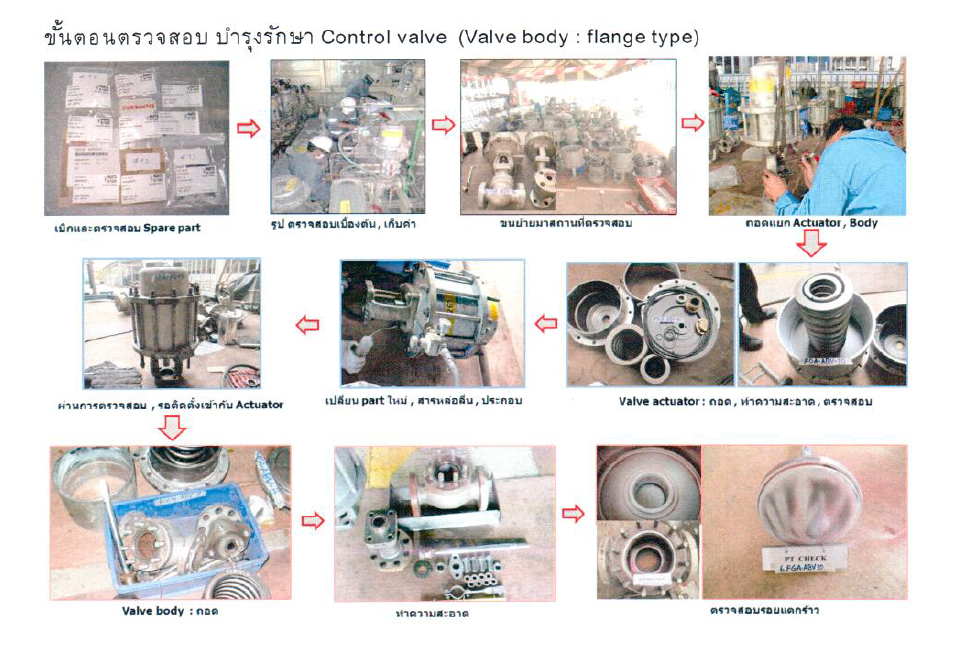 ขั้นตอนตรวจสอบ บำรุงรักษา Control valve (Valve body : flange type)
เบิกและตรวจสอบ Spare part
รูป ตรวจสอบเบื้องต้น , เก็บค่า
ขนย้ายมาสถานที่ตรวจสอบ
ถอดแยก Actuator , Body
ผ่านการตรวจสอบ , รอติดตั้งเข้ากับ Actuator
เปลี่ยน part ใหม่ , สารหล่อลื่น , ประกอบ
Valve actuator : ถอด , ทำความสะอาด , ตรวจสอบ
Valve body : ถอด
ทำความสะอาด
PT CHECK
ตรวจสอบรอยแตกร้าว